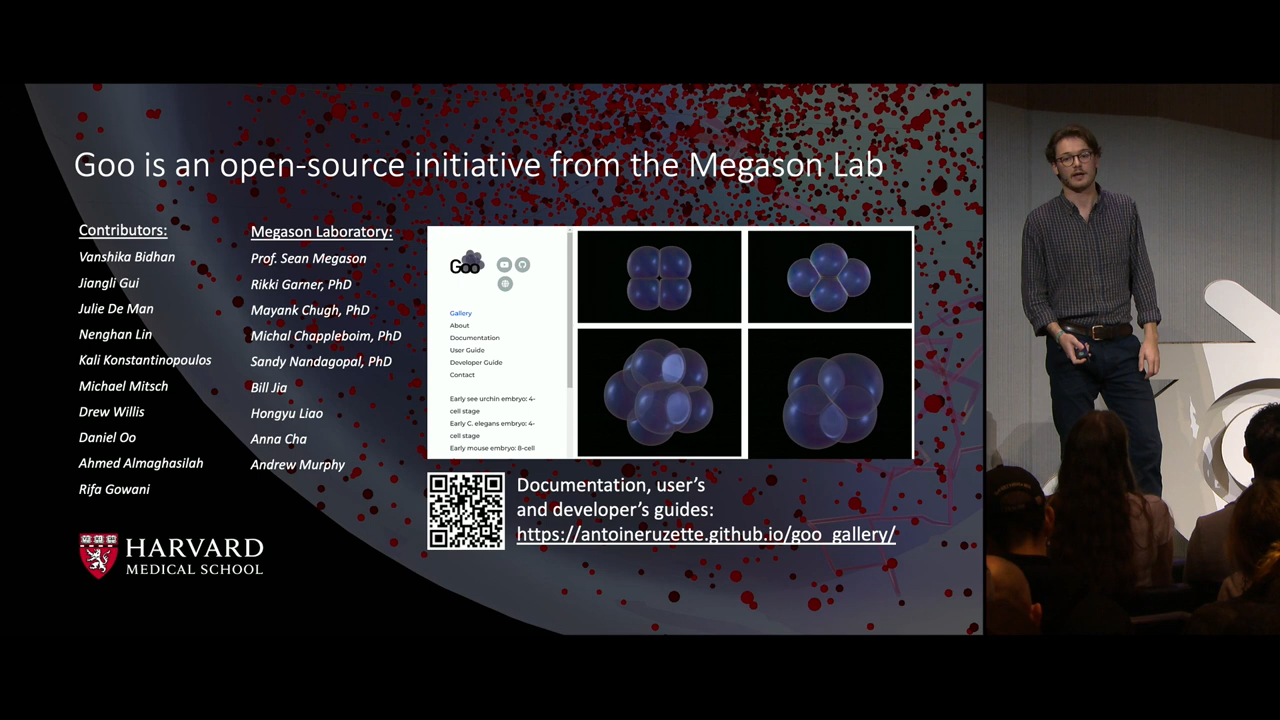 Goo is an open-source initiative from the Megason Lab
Contributors:
Vanshika Bidhan
Jiangli Gui
Julie De Man
Nenghan Lin
Kali Konstantinopoulos
Michael Mitsch
Drew Willis
Daniel Oo
Ahmed Almaghasilah
Rifa Gowani
Megason Laboratory:
Prof. Sean Megason
Rikki Garner, PhD
Mayank Chugh, PhD
Michal Chappleboim, PhD
Sandy Nandagopal, PhD
Bill Jia
Hongyu Liao
Anna Cha
Andrew Murphy
Goo
Gallery
About
Documentation
User Guide
Developer Guide
Contact
Early see urchin embryo: 4-
cell stage
Early C. elegans embryo: 4-
cell stage
Early mouse embryo: 8-cell
Documentation, user's
and developer's guides:
https://antoineruzette.github.io/goo_gallery/
HARVARD
MEDICAL SCHOOL